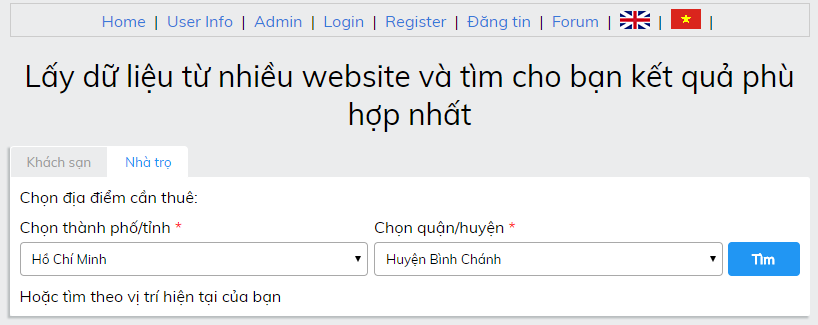 Home | User Info | Admin | Login | Register | Đăng tin | Forum | | |
Lấy dữ liệu từ nhiều website và tìm cho bạn kết quả phù
hợp nhất
Khách sạn Nhà trọ
Chọn địa điểm cần thuê:
Chọn thành phố/tỉnh * Chọn quận/huyện *
Hồ Chí Minh Huyện Bình Chánh Tìm
Hoặc tìm theo vị trí hiện tại của bạn